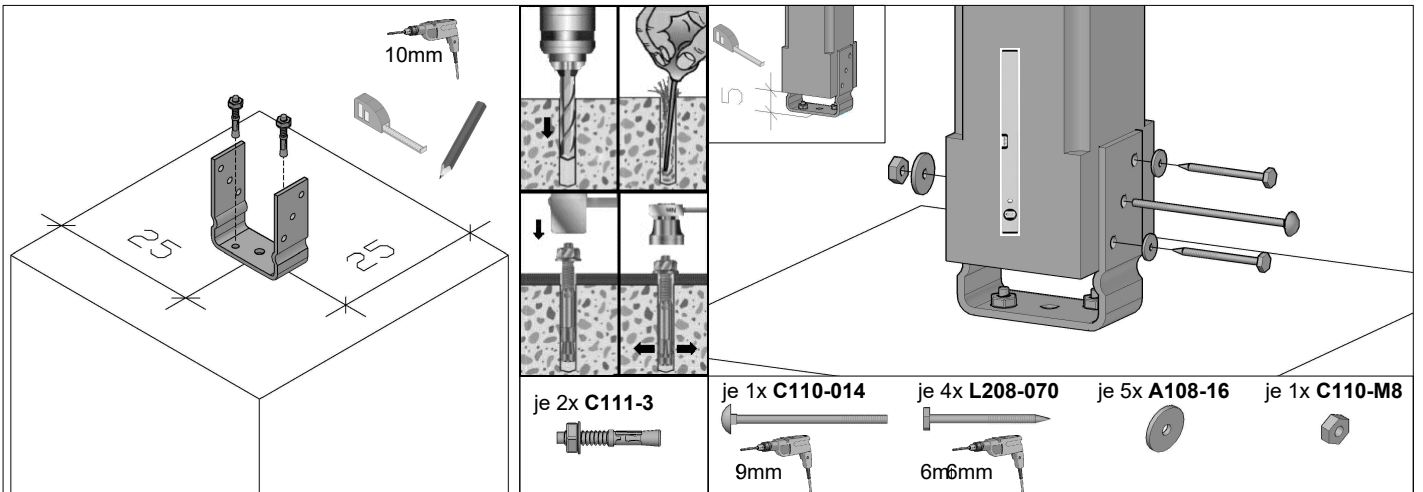 10mm
25
25
je 2x C111-3
5
je 1x C110-014
9mm
je 4x L208-070
6m6mm
je 5x A108-16
je 1x C110-M8